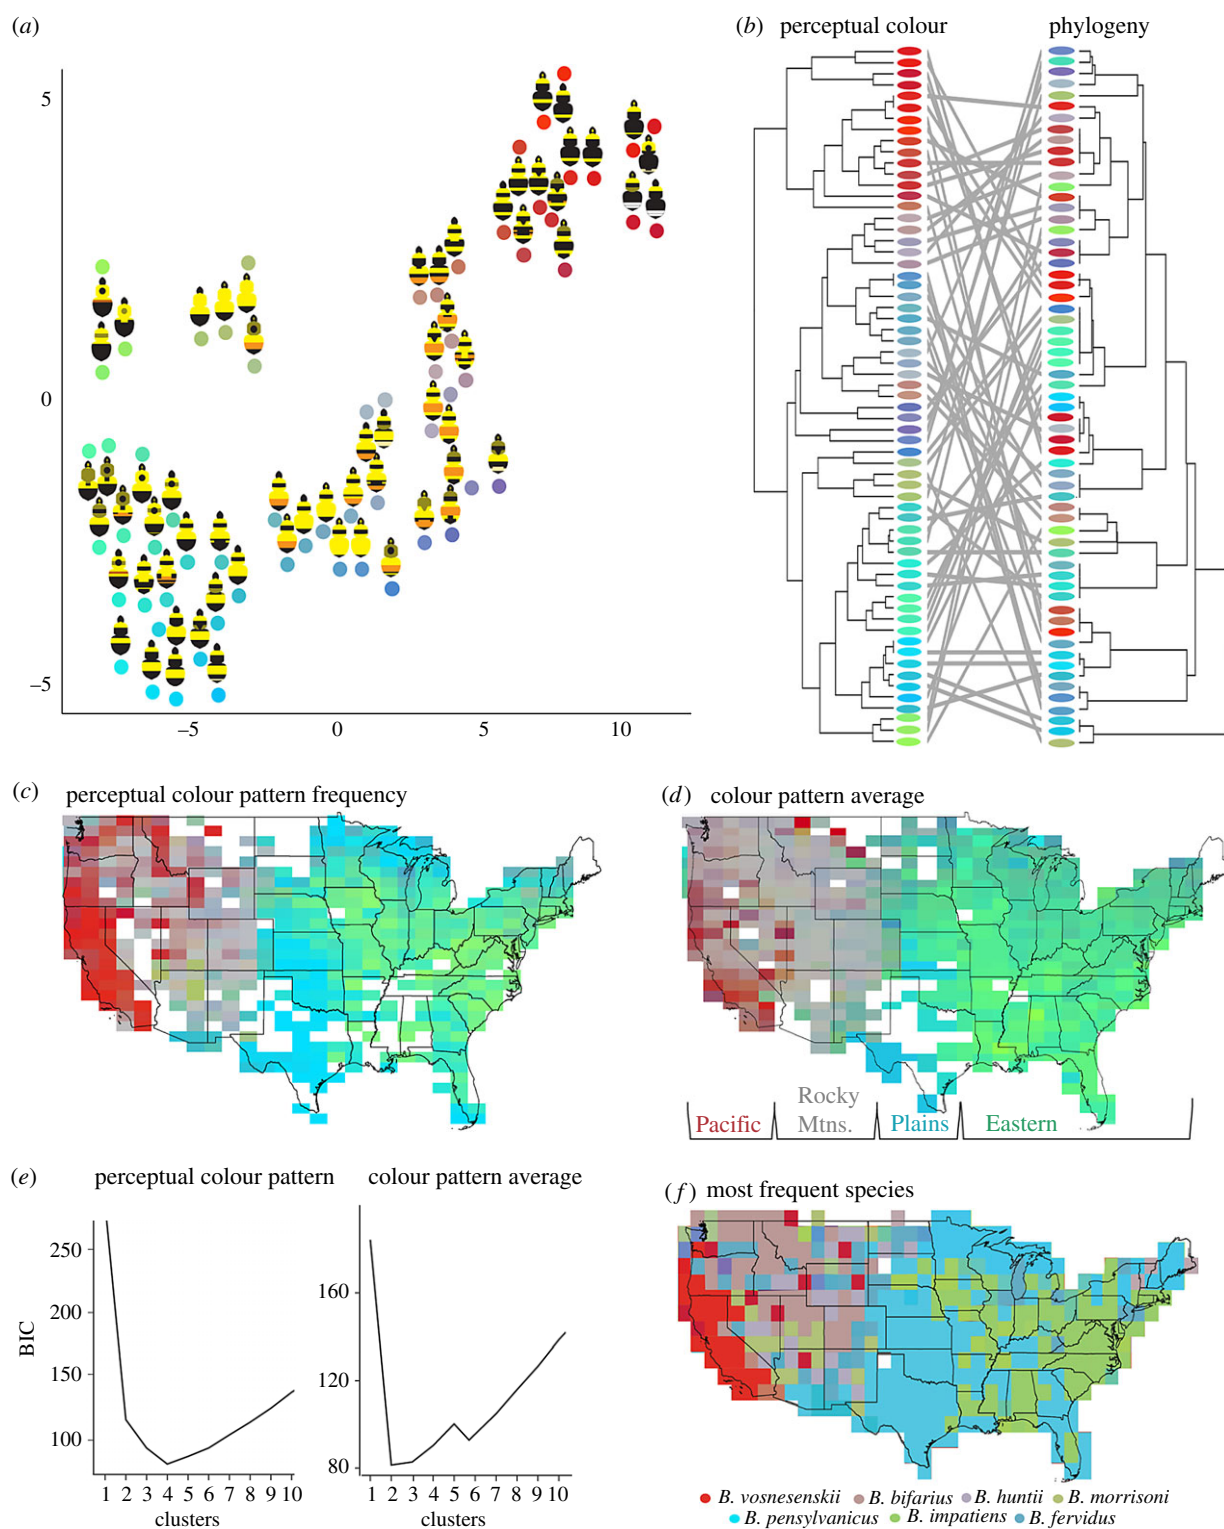 (a)
5
0
–5
–5
0
5
10
(b)
perceptual colour
phylogeny
(c)
perceptual colour pattern frequency
(d)
colour pattern average
Pacific
Rocky
Mtns.
Plains
Eastern
(e)
perceptual colour pattern
colour pattern average
BIC
250
200
150
100
1 2 3 4 5 6 7 8 9 10
clusters
160
120
80
1 2 3 4 5 6 7 8 9 10
clusters
(f) most frequent species
B. vosnesenskii B. bifarius B. huntii B. morrisoni
B. pensylvanicus B. impatiens B. fervidus